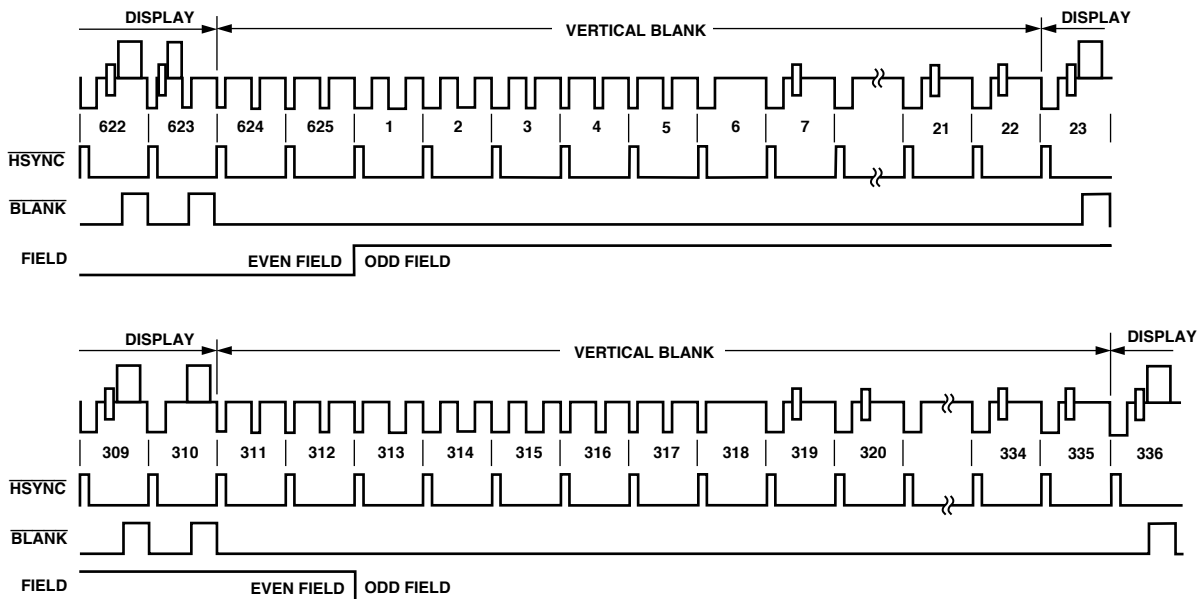 DISPLAY VERTICAL BLANK DISPLAY
622 623 624 625 1 2 3 4 5 6 7 21 22 23
HSYNC
BLANK
FIELD EVEN FIELD ODD FIELD
DISPLAY VERTICAL BLANK DISPLAY
309 310 311 312 313 314 315 316 317 318 319 320 334 335 336
HSYNC
BLANK
FIELD EVEN FIELD ODD FIELD